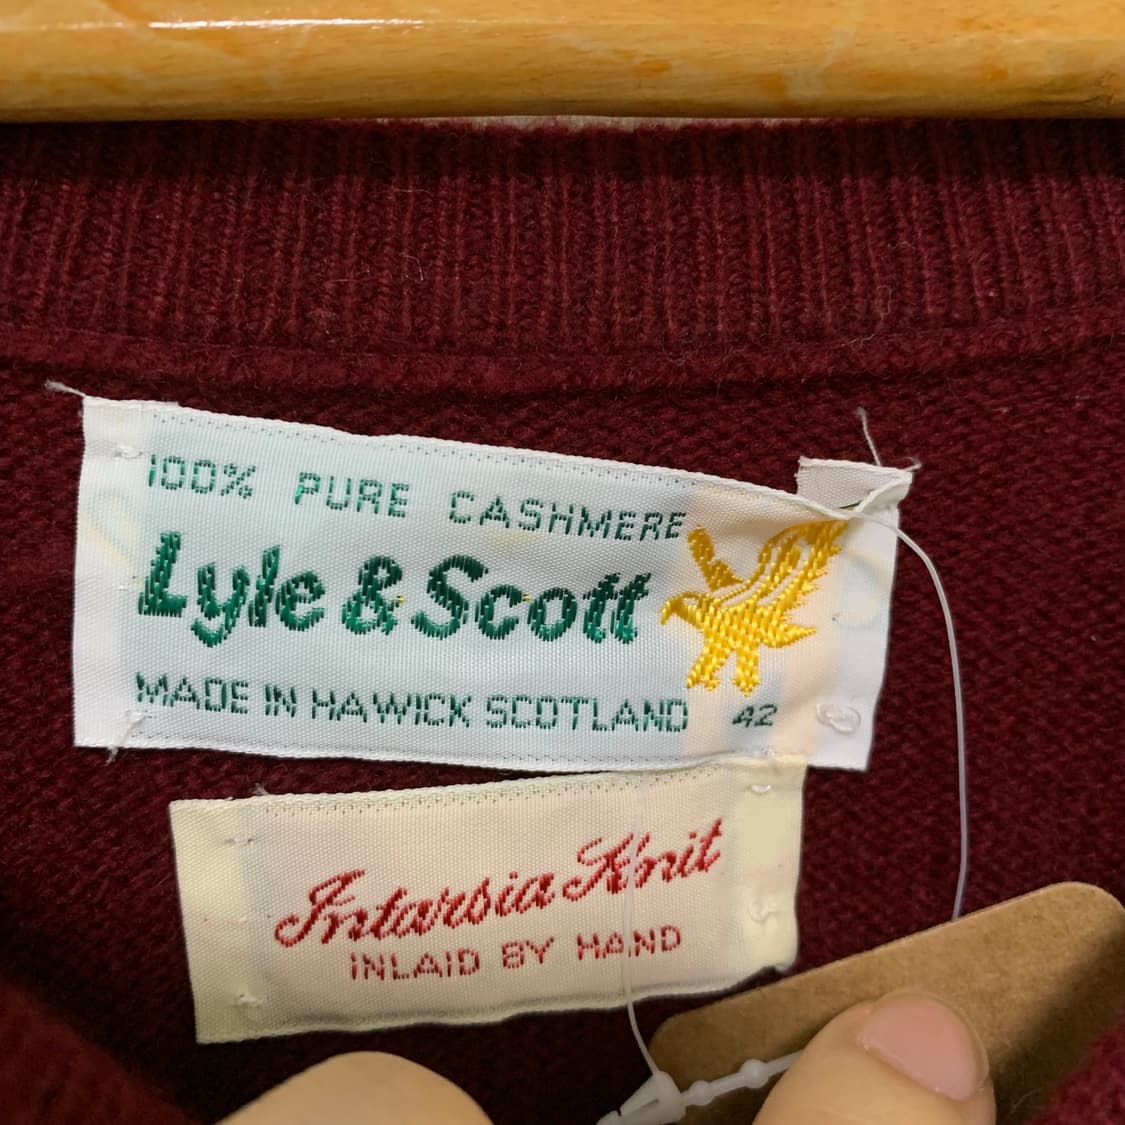 100% PURE CASHMERE
Lyle & Scott
MADE IN HAWICK SCOTLAND 42
Intarsia Knit
INLAID BY HAND